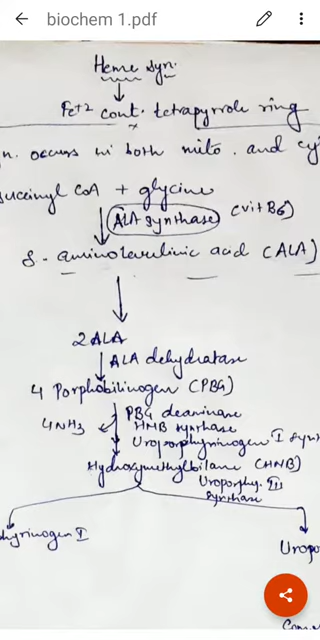 biochem 1.pdf
Heme syn.
Fe+2 cont. tetrapyrrole ring
n. occurs in both mito. and cy
succinyl CoA + glycine
ALA synthase (vit B6)
δ- aminolevulinic acid (ALA)
2 ALA
ALA dehydratase
4 Porphobilinogen (PBG)
4NH3 PBG deaminase
HMB synthase
Uroporphyrinogen I syn
Hydroxymethylbilane (HMB)
Uroporphy. III
synthase
phyrinogen I
Uropo